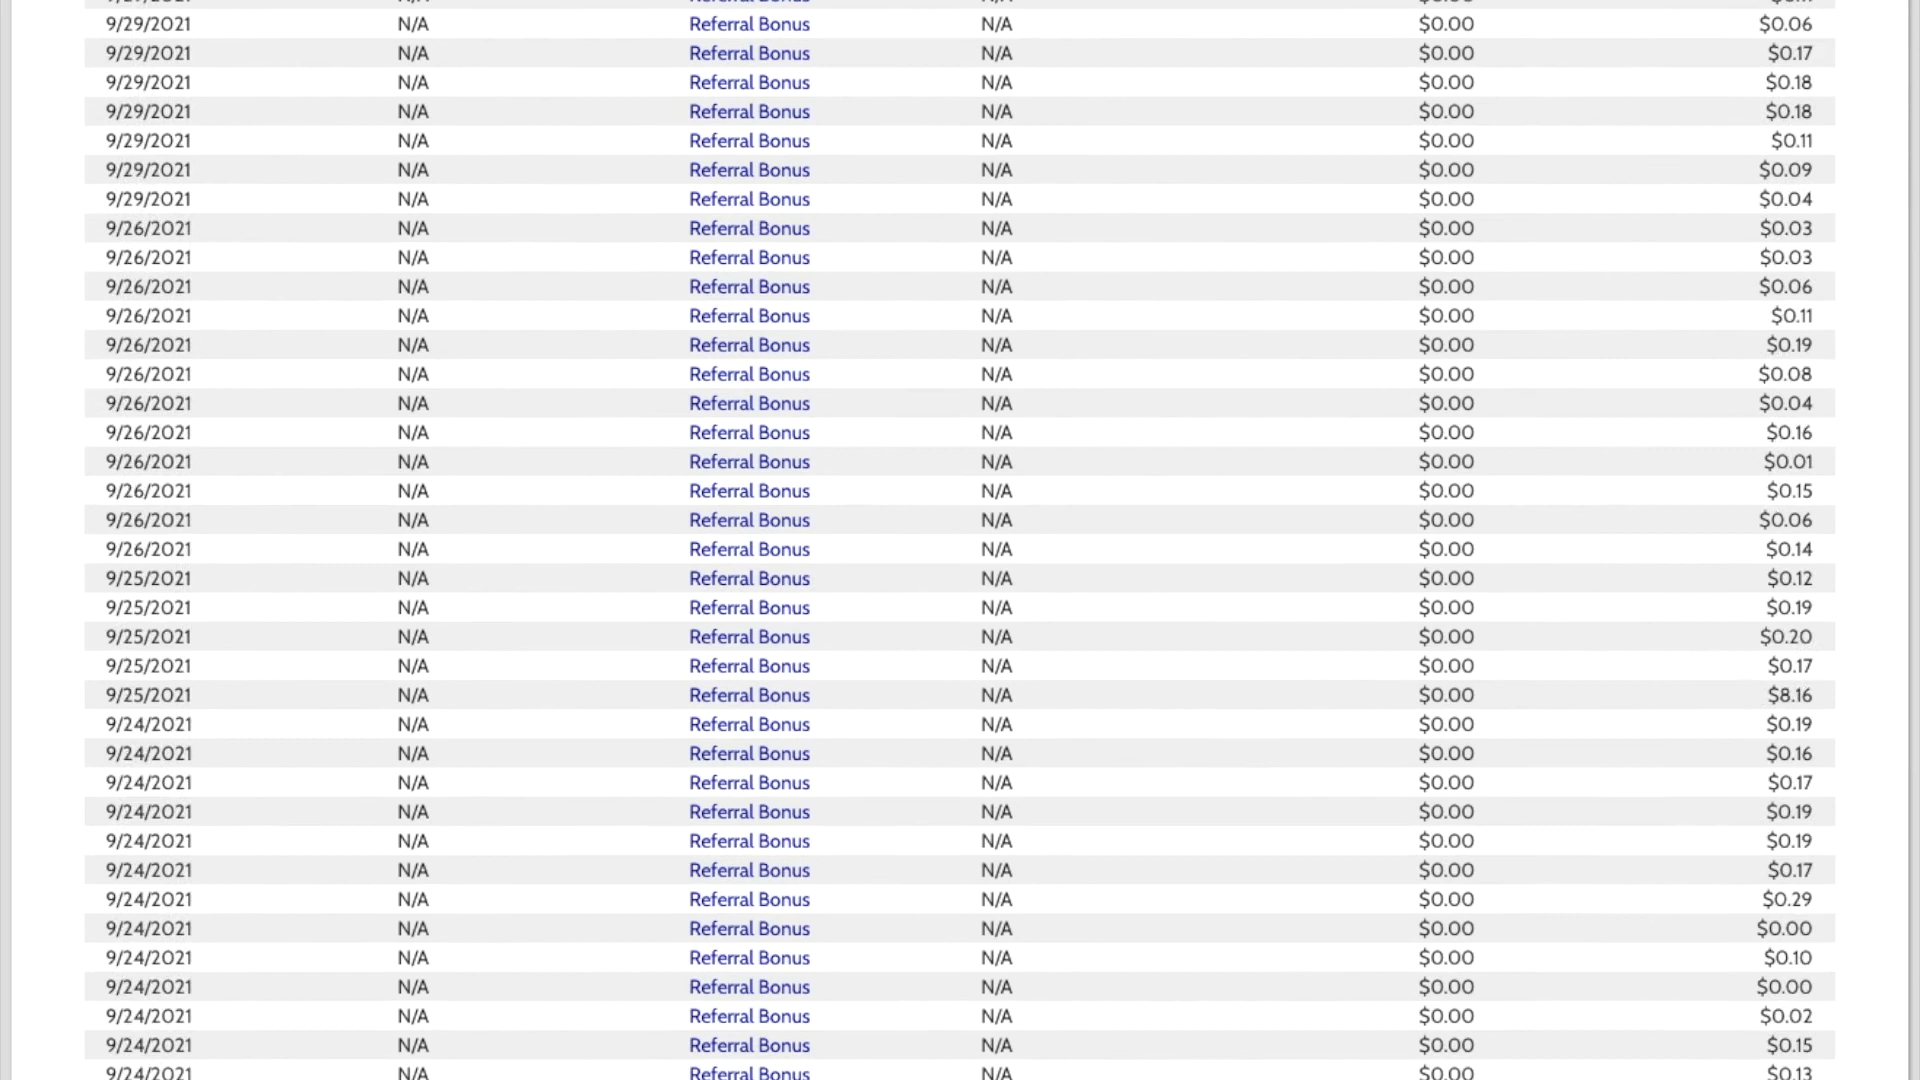 9/29/2021 N/A Referral Bonus N/A $0.00 $0.06
9/29/2021 N/A Referral Bonus N/A $0.00 $0.17
9/29/2021 N/A Referral Bonus N/A $0.00 $0.18
9/29/2021 N/A Referral Bonus N/A $0.00 $0.18
9/29/2021 N/A Referral Bonus N/A $0.00 $0.11
9/29/2021 N/A Referral Bonus N/A $0.00 $0.09
9/29/2021 N/A Referral Bonus N/A $0.00 $0.04
9/26/2021 N/A Referral Bonus N/A $0.00 $0.03
9/26/2021 N/A Referral Bonus N/A $0.00 $0.03
9/26/2021 N/A Referral Bonus N/A $0.00 $0.06
9/26/2021 N/A Referral Bonus N/A $0.00 $0.11
9/26/2021 N/A Referral Bonus N/A $0.00 $0.19
9/26/2021 N/A Referral Bonus N/A $0.00 $0.08
9/26/2021 N/A Referral Bonus N/A $0.00 $0.04
9/26/2021 N/A Referral Bonus N/A $0.00 $0.16
9/26/2021 N/A Referral Bonus N/A $0.00 $0.01
9/26/2021 N/A Referral Bonus N/A $0.00 $0.15
9/26/2021 N/A Referral Bonus N/A $0.00 $0.06
9/26/2021 N/A Referral Bonus N/A $0.00 $0.14
9/25/2021 N/A Referral Bonus N/A $0.00 $0.12
9/25/2021 N/A Referral Bonus N/A $0.00 $0.19
9/25/2021 N/A Referral Bonus N/A $0.00 $0.20
9/25/2021 N/A Referral Bonus N/A $0.00 $0.17
9/25/2021 N/A Referral Bonus N/A $0.00 $8.16
9/24/2021 N/A Referral Bonus N/A $0.00 $0.19
9/24/2021 N/A Referral Bonus N/A $0.00 $0.16
9/24/2021 N/A Referral Bonus N/A $0.00 $0.17
9/24/2021 N/A Referral Bonus N/A $0.00 $0.19
9/24/2021 N/A Referral Bonus N/A $0.00 $0.19
9/24/2021 N/A Referral Bonus N/A $0.00 $0.17
9/24/2021 N/A Referral Bonus N/A $0.00 $0.29
9/24/2021 N/A Referral Bonus N/A $0.00 $0.00
9/24/2021 N/A Referral Bonus N/A $0.00 $0.10
9/24/2021 N/A Referral Bonus N/A $0.00 $0.00
9/24/2021 N/A Referral Bonus N/A $0.00 $0.02
9/24/2021 N/A Referral Bonus N/A $0.00 $0.15
9/24/2021 N/A Referral Bonus N/A $0.00 $0.13